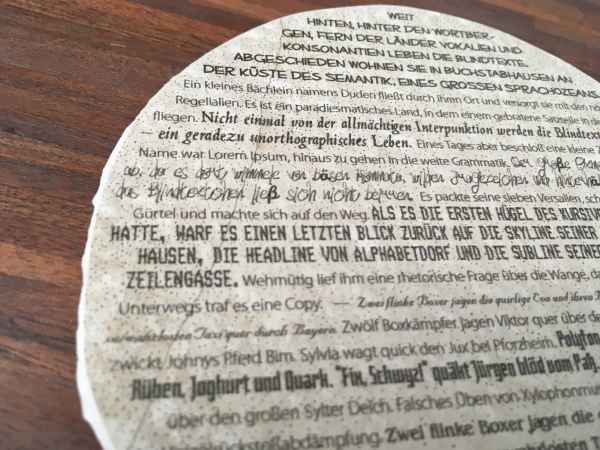 WEIT
HINTEN, HINTER DEN WORTBER-
GEN, FERN DER LÄNDER VOKALIEN UND
KONSONANTIEN LEBEN DIE BLINDTEXTE.
ABGESCHIEDEN WOHNEN SIE IN BUCHSTABHAUSEN AN
DER KÜSTE DES SEMANTIK, EINES GROSSEN SPRACHOZEANS.
Ein kleines Bächlein namens Duden fließt durch ihren Ort und versorgt sie mit den nö
Regelialien. Es ist ein paradiesmatisches Land, in dem einem gebratene Satzteile in de
fliegen. Nicht einmal von der allmächtigen Interpunktion werden die Blindtext
– ein geradezu unorthographisches Leben. Eines Tages aber beschloß eine kleine Z
Name war Lorem Ipsum, hinaus zu gehen in die weite Grammatik. Der große
ab, da es dort wimmele von bösen Kommata, wilden Fragezeichen und
das Blindtextchen ließ sich nicht beirren. Es packte seine sieben Versalien, sch
Gürtel und machte sich auf den Weg. ALS ES DIE ERSTEN HÜGEL DES KURSIV
HATTE, WARF ES EINEN LETZTEN BLICK ZURÜCK AUF DIE SKYLINE SEINER
HAUSEN, DIE HEADLINE VON ALPHABETDORF UND DIE SUBLINE SEINER
ZEILENGASSE. Wehmütig lief ihm eine rhetorische Frage über die Wange, da
Unterwegs traf es eine Copy. — Zwei flinke Boxer jagen die quirlige Eva und ihren
Taxi quer durch Bayern. Zwölf Boxkämpfer jagen Viktor quer über de
zwickt Johnys Pferd Bim. Sylvia wagt quick den Jux bei Pforzheim. Polyfon
Rüben, Joghurt und Quark. "Fix, Schwyz!" quäkt Jürgen blöd vom Paß.
über den großen Sylter Deich. Falsches Üben von Xylophonmus
Zwei flinke Boxer jagen die